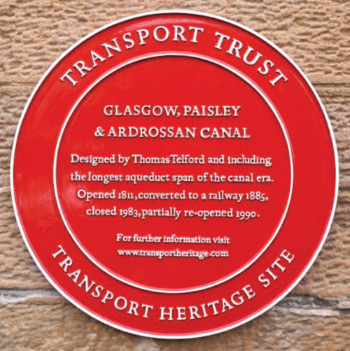 TRANSPORT TRUST
GLASGOW, PAISLEY
& ARDROSSAN CANAL
Designed by Thomas Telford and including
the longest aqueduct span of the canal era.
Opened 1811, converted to a railway 1885,
closed 1983, partially re-opened 1990.
For further information visit
www.transportheritage.com
TRANSPORT HERITAGE SITE